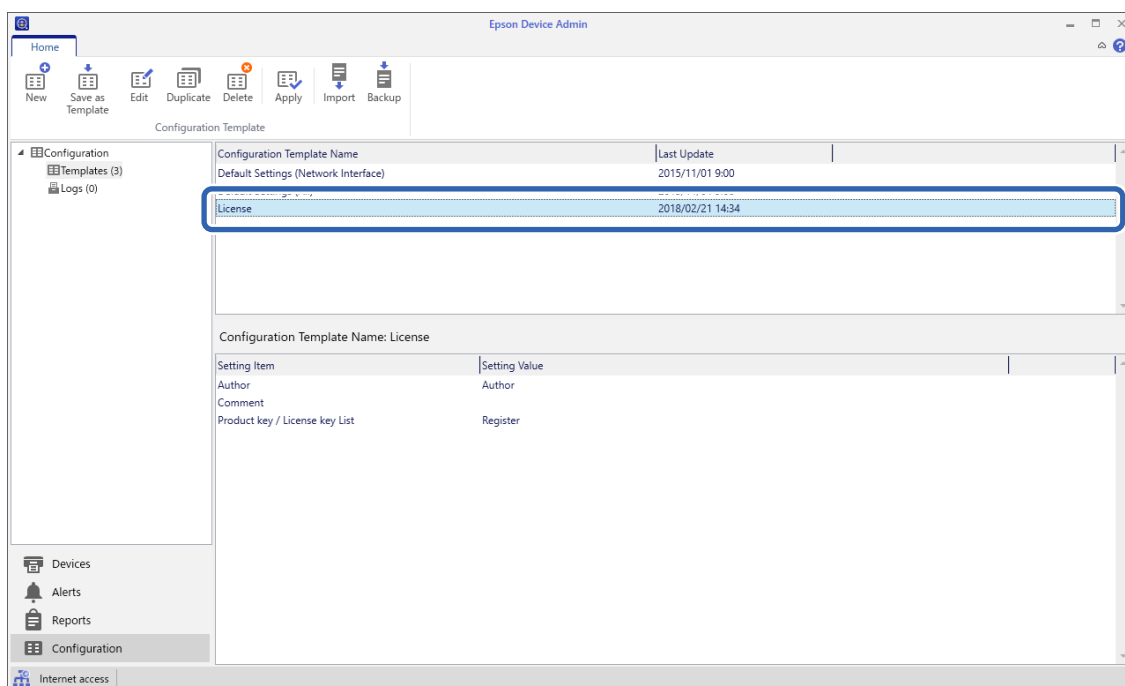 Epson Device Admin
Home
New
Save as Template
Edit
Duplicate
Delete
Apply
Import
Backup
Configuration Template
Configuration
Templates (3)
Logs (0)
Configuration Template Name Last Update
Default Settings (Network Interface) 2015/11/01 9:00
License 2018/02/21 14:34
Configuration Template Name: License
Setting Item Setting Value
Author Author
Comment
Product key / License key List Register
Devices
Alerts
Reports
Configuration
Internet access